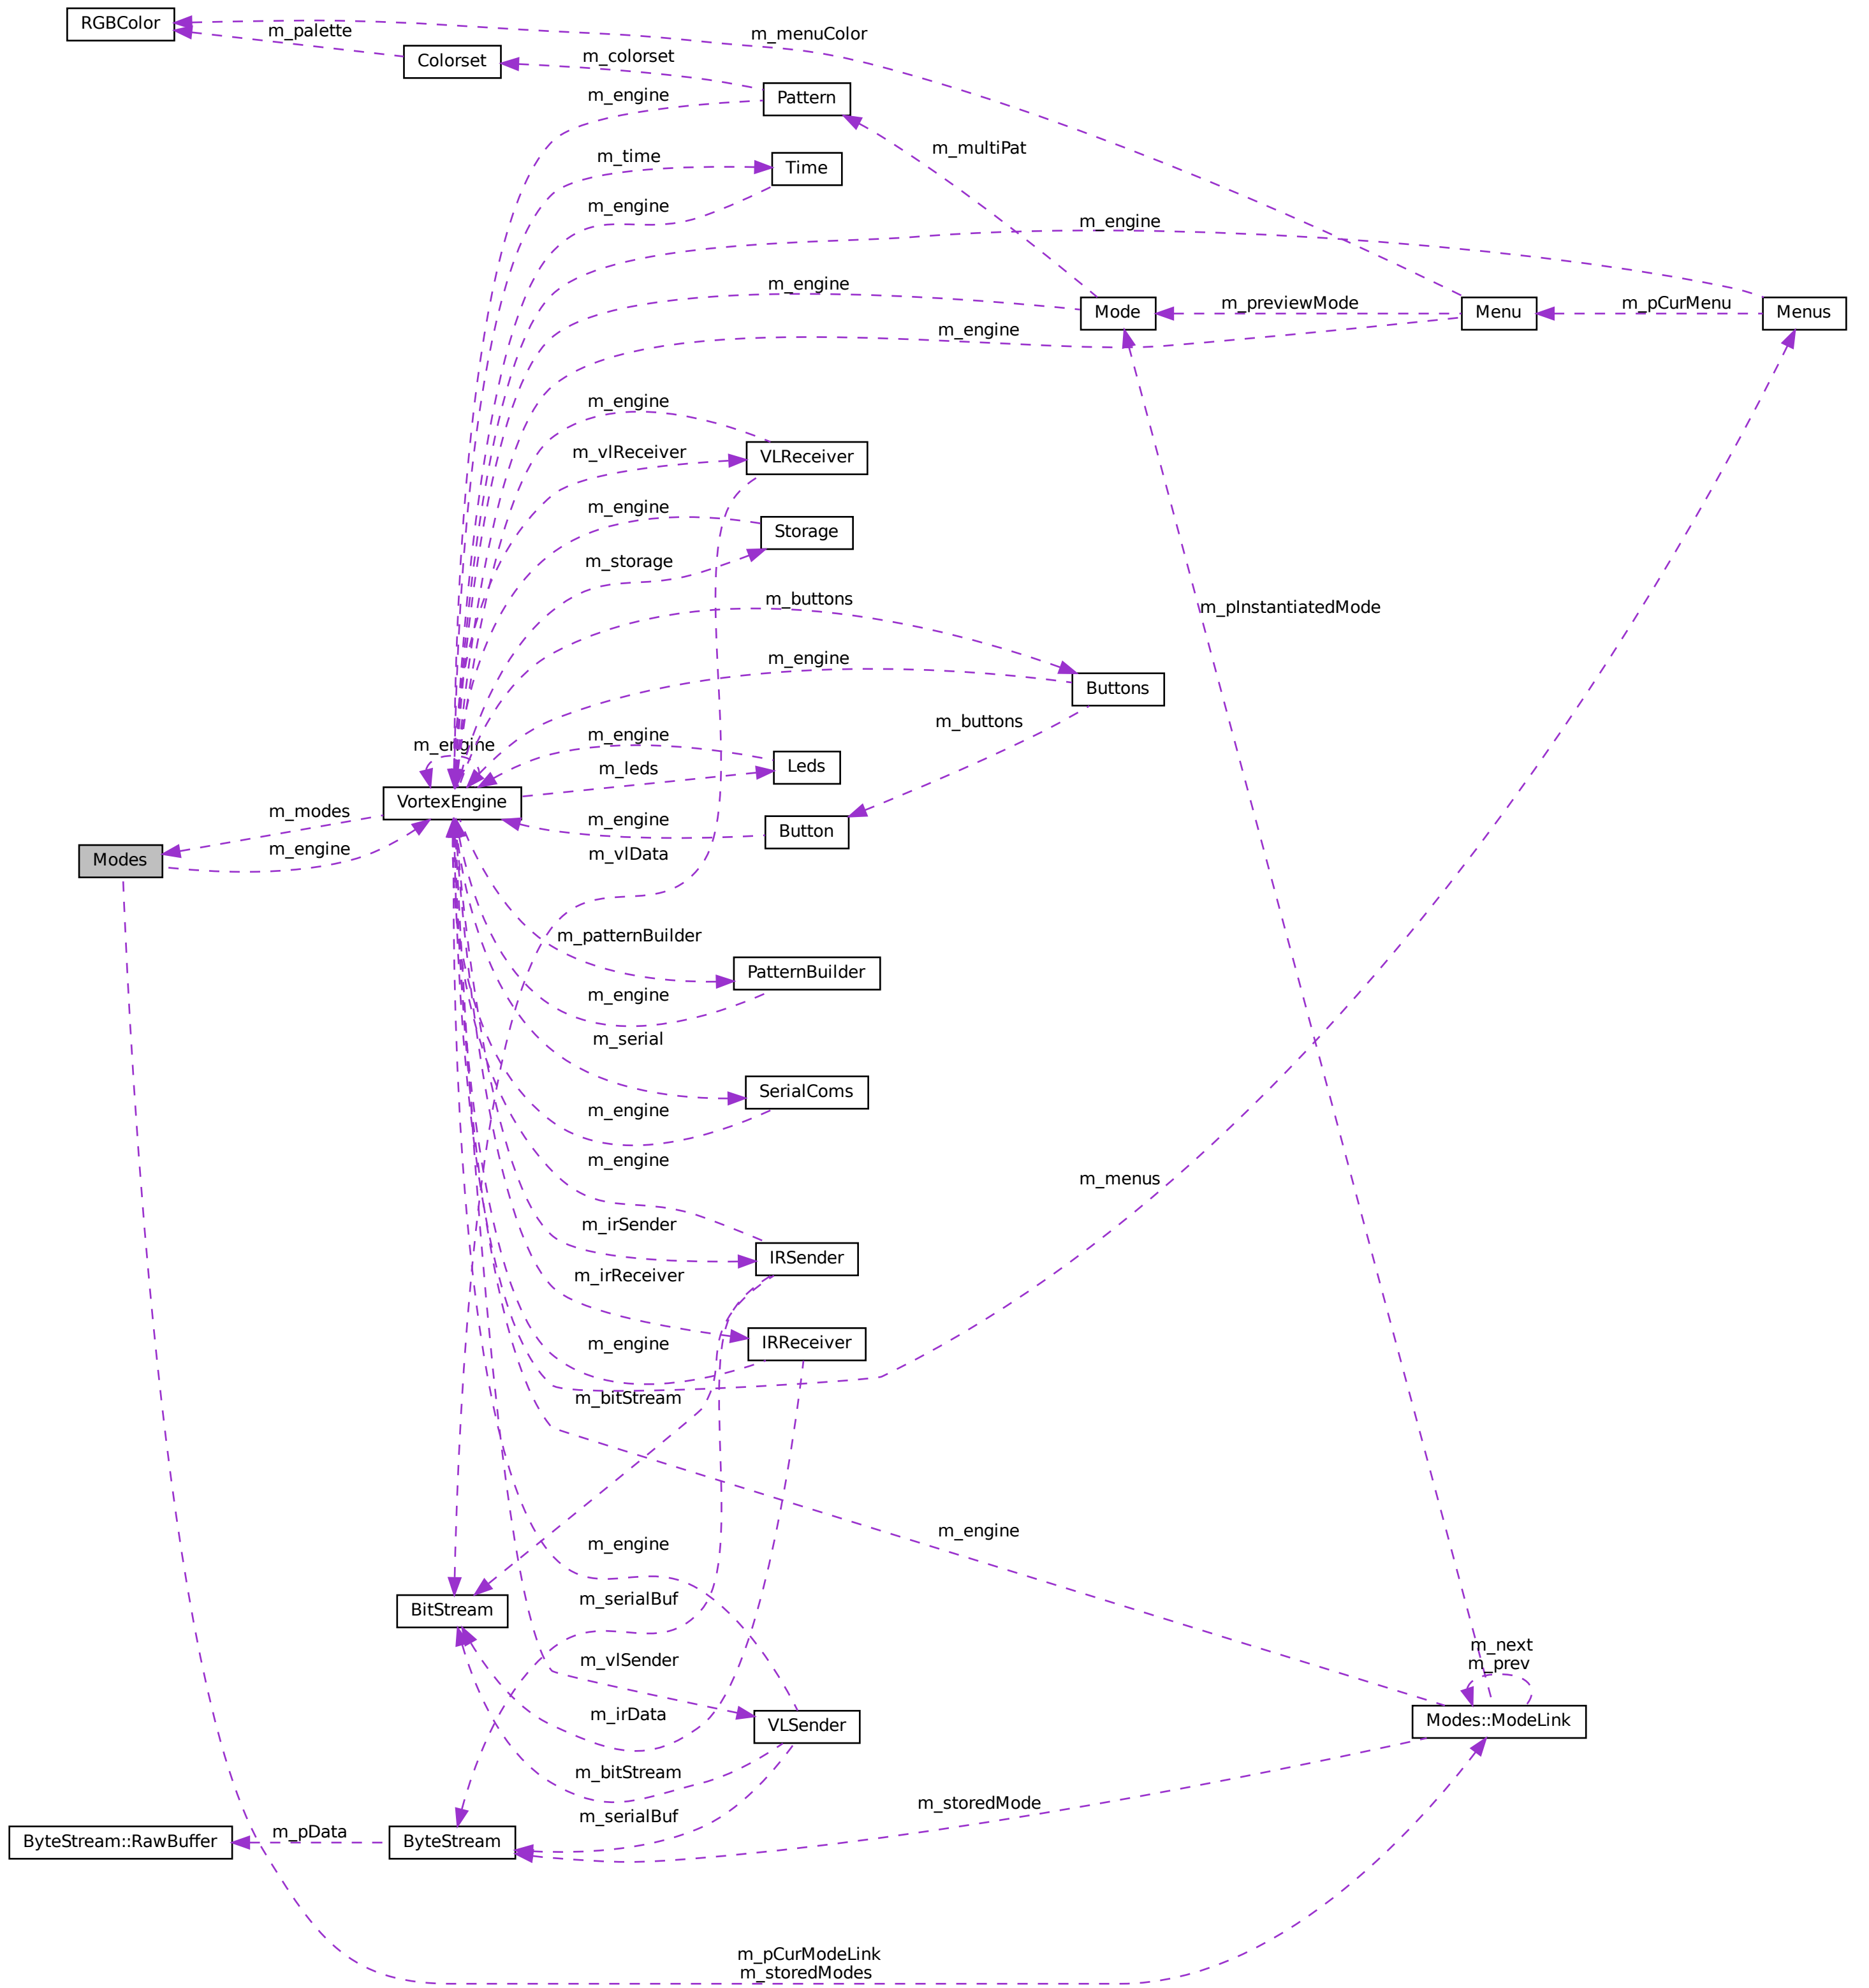 RGBColor
m_palette
m_menuColor
Colorset
m_colorset
Pattern
m_engine
m_multiPat
m_time
Time
m_engine
m_engine
m_engine
Mode
m_previewMode
Menu
m_pCurMenu
Menus
m_engine
m_engine
m_vlReceiver
VLReceiver
m_engine
Storage
m_storage
m_buttons
m_pInstantiatedMode
m_engine
Buttons
m_buttons
m_engine
m_engine
m_leds
Leds
VortexEngine
m_modes
m_engine
Button
m_engine
Modes
m_vlData
m_patternBuilder
PatternBuilder
m_engine
m_serial
SerialComs
m_engine
m_engine
m_menus
m_irSender
IRSender
m_irReceiver
IRReceiver
m_engine
m_bitStream
m_engine
m_engine
m_serialBuf
BitStream
m_next
m_prev
m_vlSender
m_irData
VLSender
Modes::ModeLink
m_bitStream
m_storedMode
m_serialBuf
ByteStream::RawBuffer
m_pData
ByteStream
m_pCurModeLink
m_storedModes